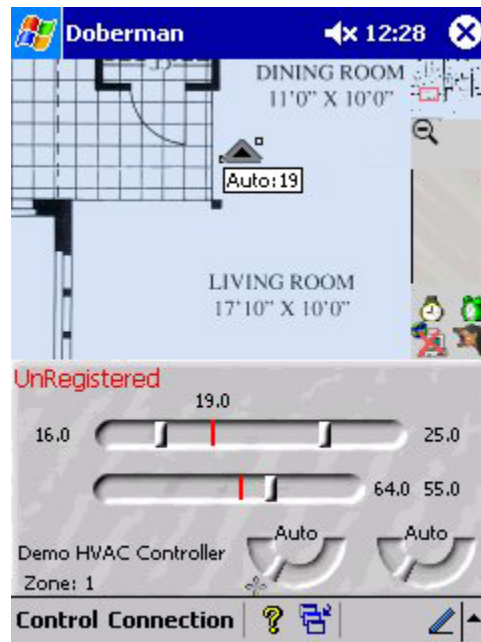 Doberman 12:28
DINING ROOM
11'0" X 10'0"
Auto:19
LIVING ROOM
17'10" X 10'0"
UnRegistered
19.0
16.0 25.0
64.0 55.0
Auto Auto
Demo HVAC Controller
Zone: 1
Control Connection